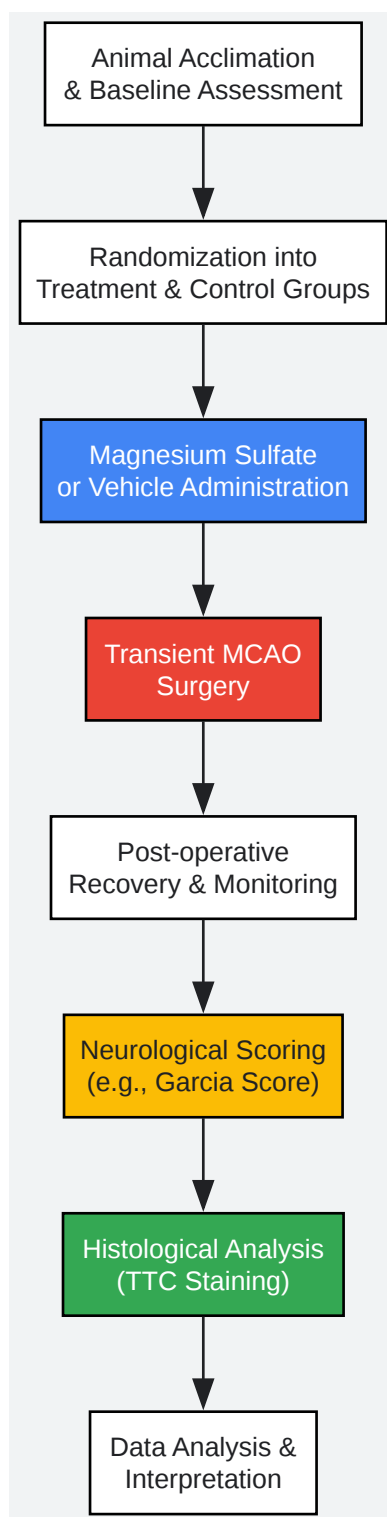 Animal Acclimation
& Baseline Assessment
Randomization into
Treatment & Control Groups
Magnesium Sulfate
or Vehicle Administration
Transient MCAO
Surgery
Post-operative
Recovery & Monitoring
Neurological Scoring
(e.g., Garcia Score)
Histological Analysis
(TTC Staining)
Data Analysis &
Interpretation